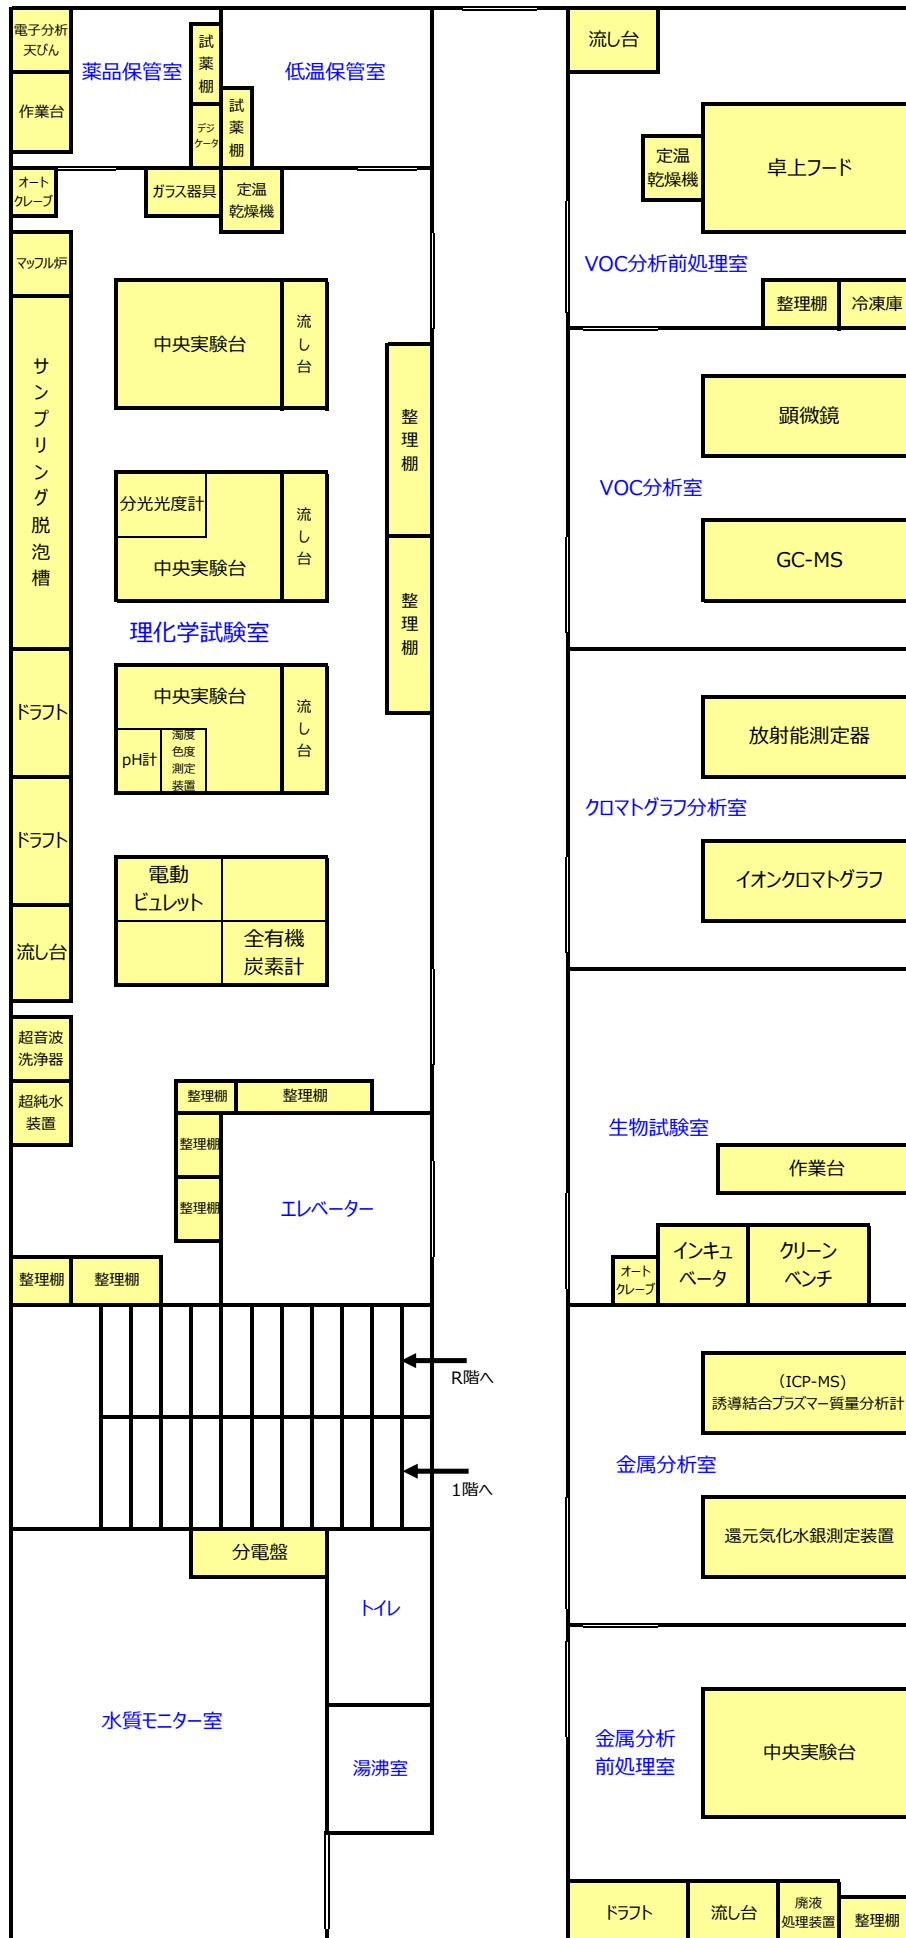 電子分析
天びん
作業台
薬品保管室
試
薬
棚
デジ
ケータ
試
薬
棚
低温保管室
オート
クレーブ
ガラス器具
定温
乾燥機
マッフル炉
サ
ン
プ
リ
ン
グ
脱
泡
槽
中央実験台
流
し
台
整
理
棚
分光光度計
中央実験台
流
し
台
整
理
棚
理化学試験室
中央実験台
pH計
濁度
色度
測定
装置
流
し
台
ドラフト
ドラフト
流し台
電動
ビュレット
全有機
炭素計
超音波
洗浄器
超純水
装置
整理棚
整理棚
整理棚
整理棚
エレベーター
整理棚
整理棚
R階へ
1階へ
分電盤
トイレ
水質モニター室
湯沸室
流し台
定温
乾燥機
卓上フード
VOC分析前処理室
整理棚
冷凍庫
顕微鏡
VOC分析室
GC-MS
放射能測定器
クロマトグラフ分析室
イオンクロマトグラフ
生物試験室
作業台
オート
クレーブ
インキュ
ベータ
クリーン
ベンチ
(ICP-MS)
誘導結合プラズマー質量分析計
金属分析室
還元気化水銀測定装置
金属分析
前処理室
中央実験台
ドラフト
流し台
廃液
処理装置
整理棚